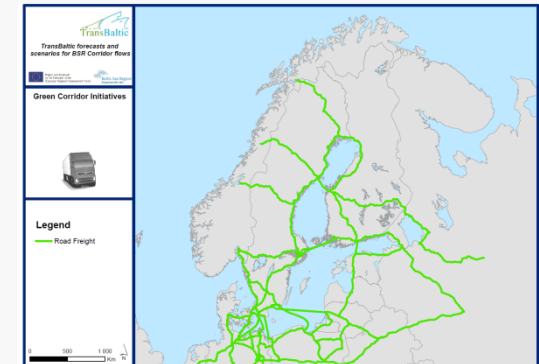 TransBaltic
TransBaltic forecasts and
scenarios for BSR Corridor flows
Green Corridor Initiatives
Legend
Road Freight
0 500 1 000
Km
N